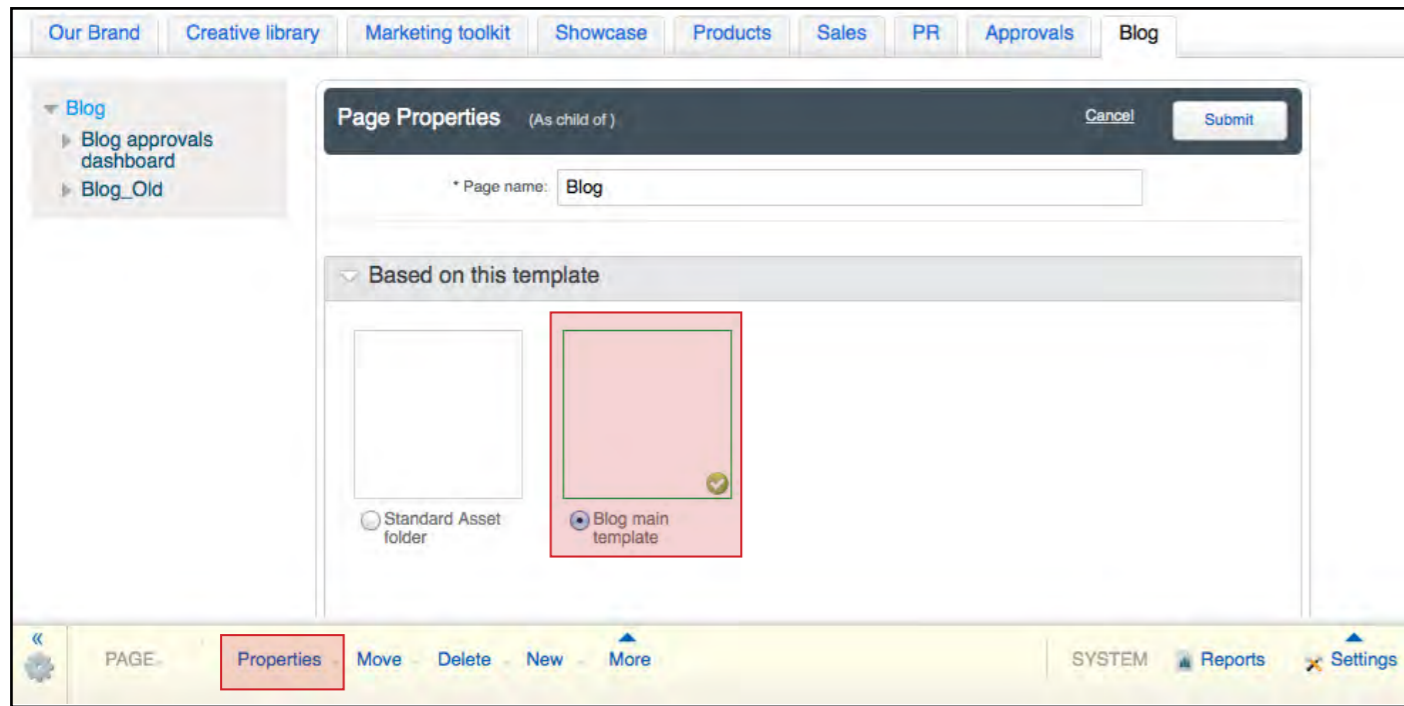 Our Brand Creative library Marketing toolkit Showcase Products Sales PR Approvals Blog
Blog
Blog approvals
dashboard
Blog_Old
Page Properties (As child of ) Cancel Submit
* Page name: Blog
Based on this template
Standard Asset
folder
Blog main
template
« PAGE Properties Move Delete New More SYSTEM Reports Settings